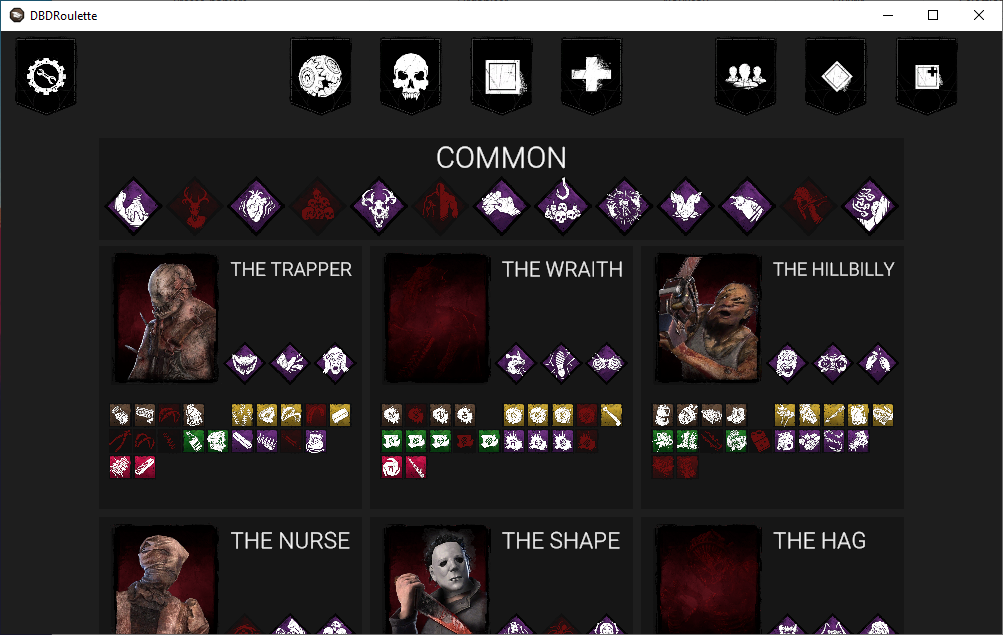 DBDRoulette
COMMON
THE TRAPPER
THE WRAITH
THE HILLBILLY
THE NURSE
THE SHAPE
THE HAG